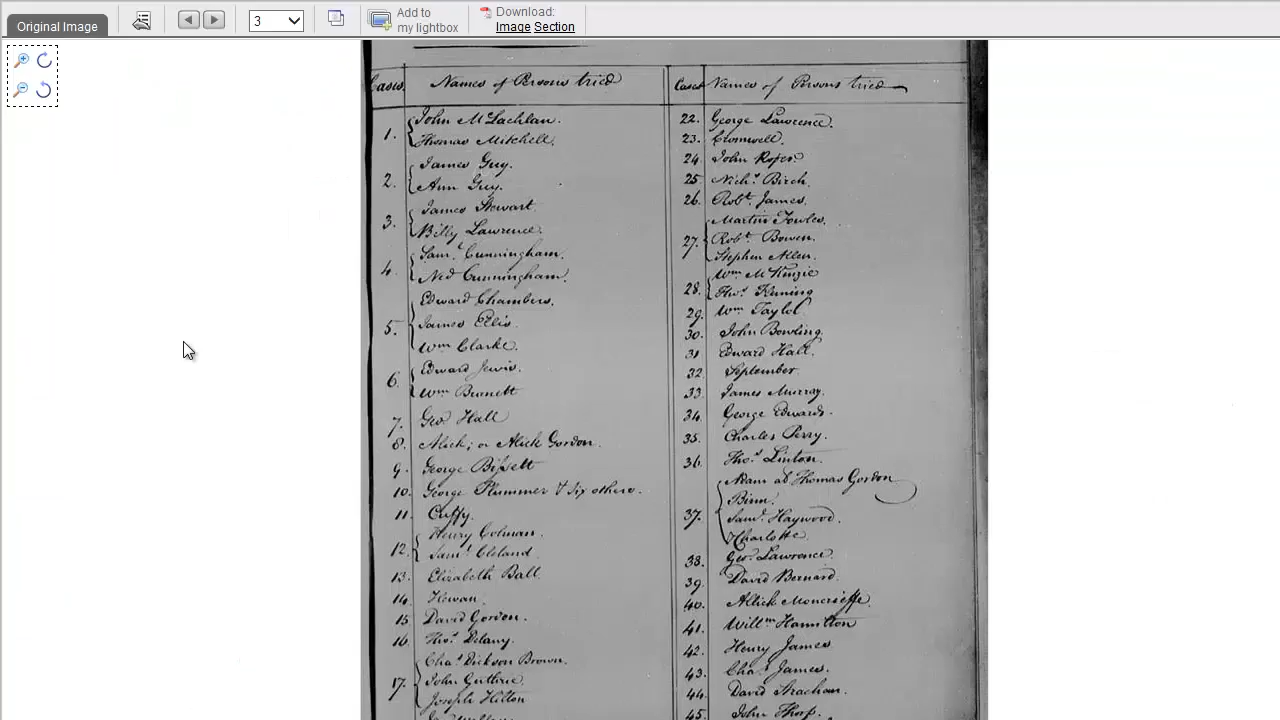 Original Image
3
Add to
my lightbox
Download:
Image Section
Cases. Names of Persons tried
1. John McLachlan.
Thomas Mitchell.
2. James Guy.
Ann Guy.
3. James Stewart
Billy Lawrence.
4. Saml. Cunningham.
Ned Cunningham.
5. Edward Chambers.
James Ellis.
Wm Clarke.
6. Edward Jewis.
Wm Burnett
7. Geo. Hall
8. Alick; or Alick Gordon.
9. George Bissett
10. George Plummer & Six others.
11. Cuffy.
12. Henry Colman.
Saml. Cleland
13. Elizabeth Ball
14. Hewan.
15 David Gordon.
16. Thos. Delany.
17. Chas. Dickson Brown.
John Guthrie
Joseph Hilton
Cases Names of Persons tried
22. George Lawrence.
23. Cromwell.
24. John Roper
25 Nichs. Birch.
26. Robt. James.
27. Martin Fowles.
Robt. Bowen.
Stephen Allen.
28. Wm McKinzie
Thos. Kuning
29. Wm Taylor
30. John Bowling.
31 Edward Hall.
32 September.
33. James Murray.
34 George Edwards.
35. Charles Perry.
36. Thos. Linton.
37. Adam ad Thomas Gordon
Binn.
Saml. Haywood.
& Charlotte.
38. Geo. Lawrence.
39 David Bernard.
40. Allick Moncrieffe.
41. Willm Hamilton
42. Henry James
43. Chas. James.
44. David Strachan.
45. John Thorp.